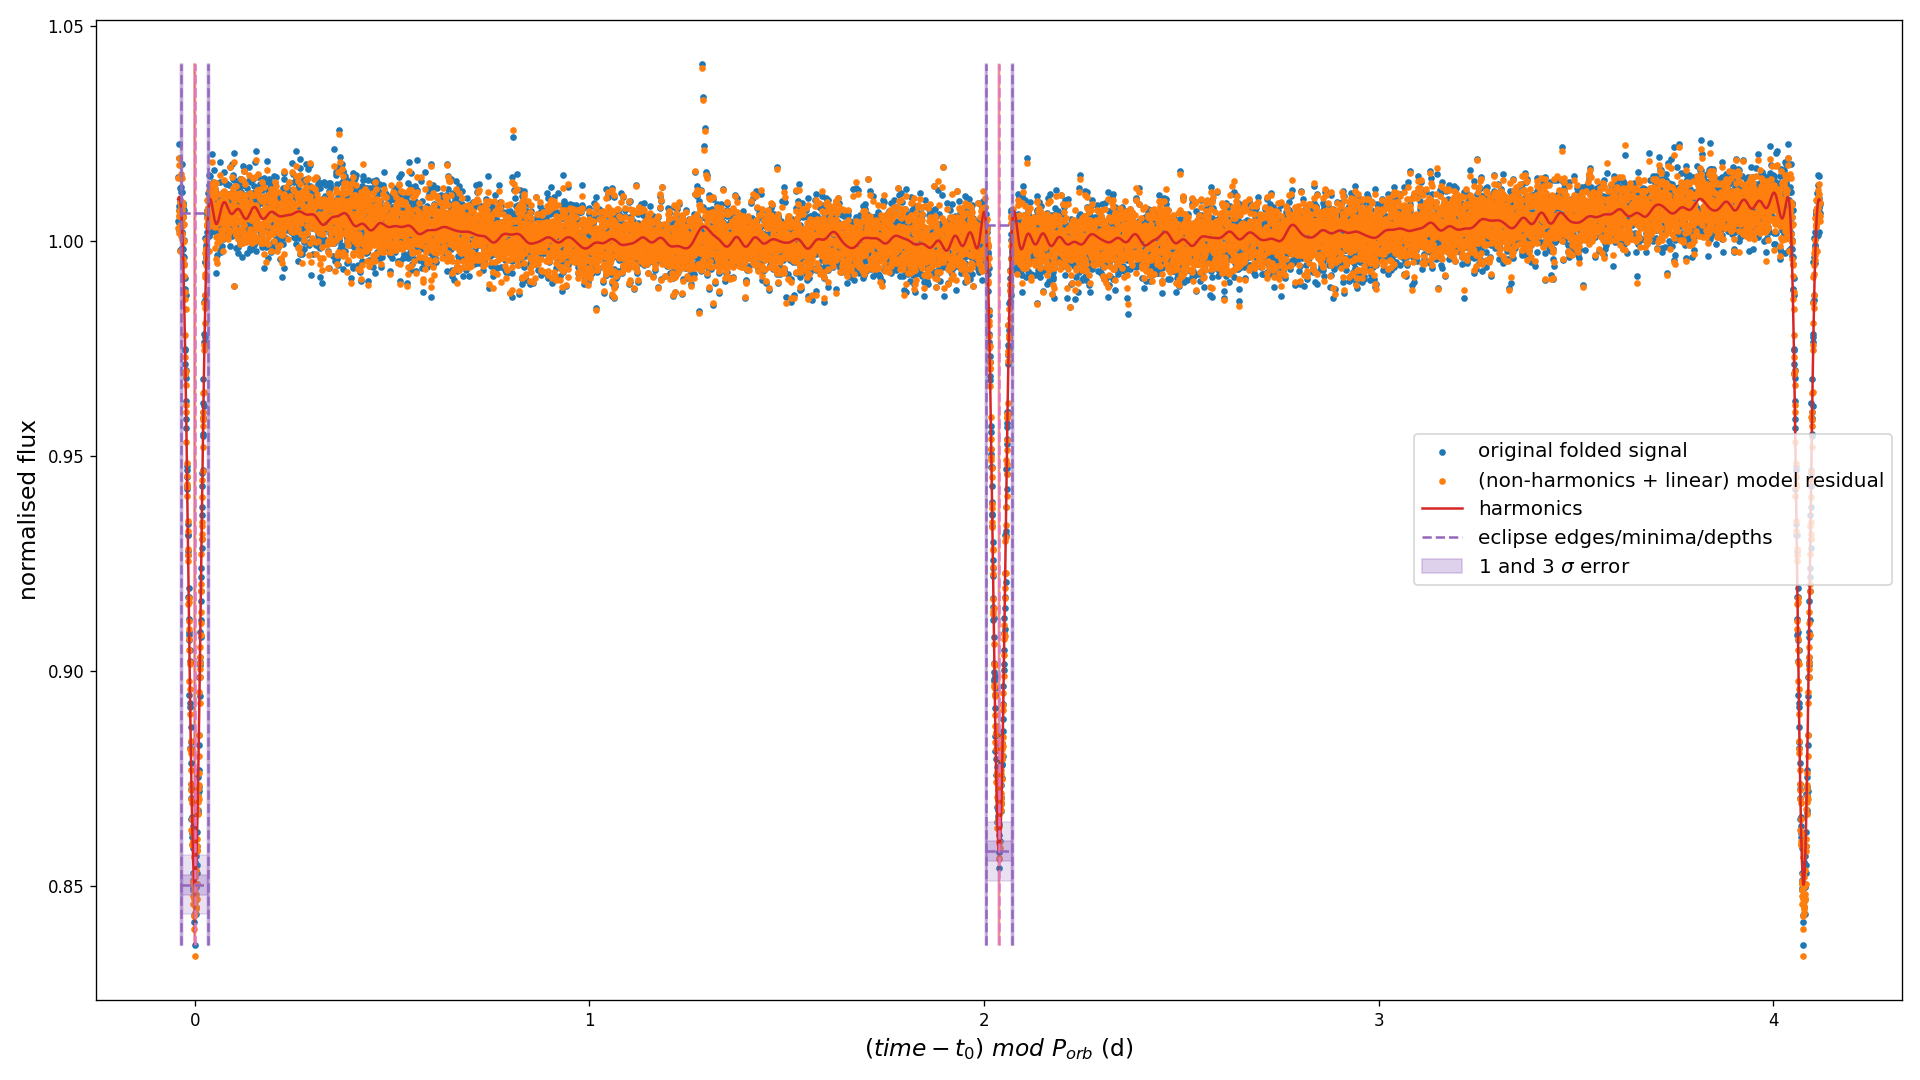 1.05
1.00
0.95
0.90
0.85
normalised flux
original folded signal
(non-harmonics + linear) model residual
harmonics
eclipse edges/minima/depths
1 and 3 σ error
0 1 2 3 4
(time − t₀) mod Pₒᵣb (d)